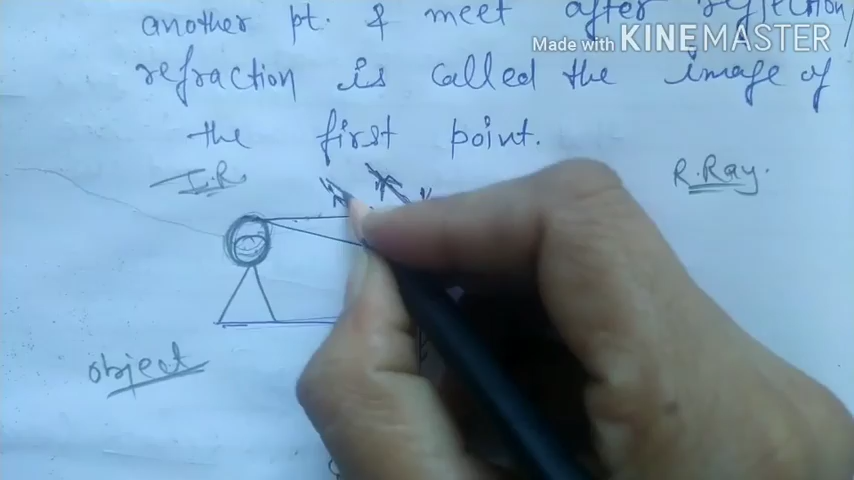 another pt. & meet after reflection/
Made with KINEMASTER
refraction is called the image of
the first point.
I.R.
R.Ray.
object